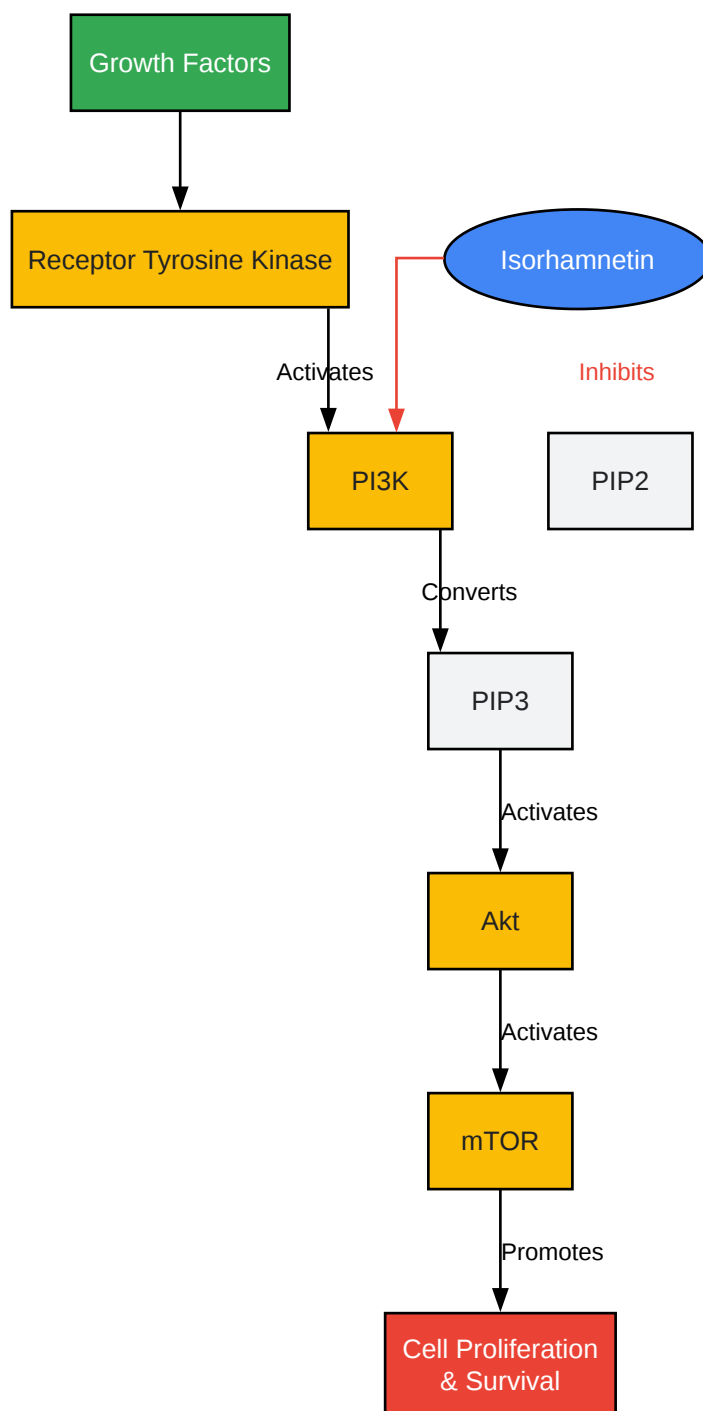 Growth Factors
Receptor Tyrosine Kinase
Isorhamnetin
Activates
Inhibits
PI3K
PIP2
Converts
PIP3
Activates
Akt
Activates
mTOR
Promotes
Cell Proliferation
& Survival